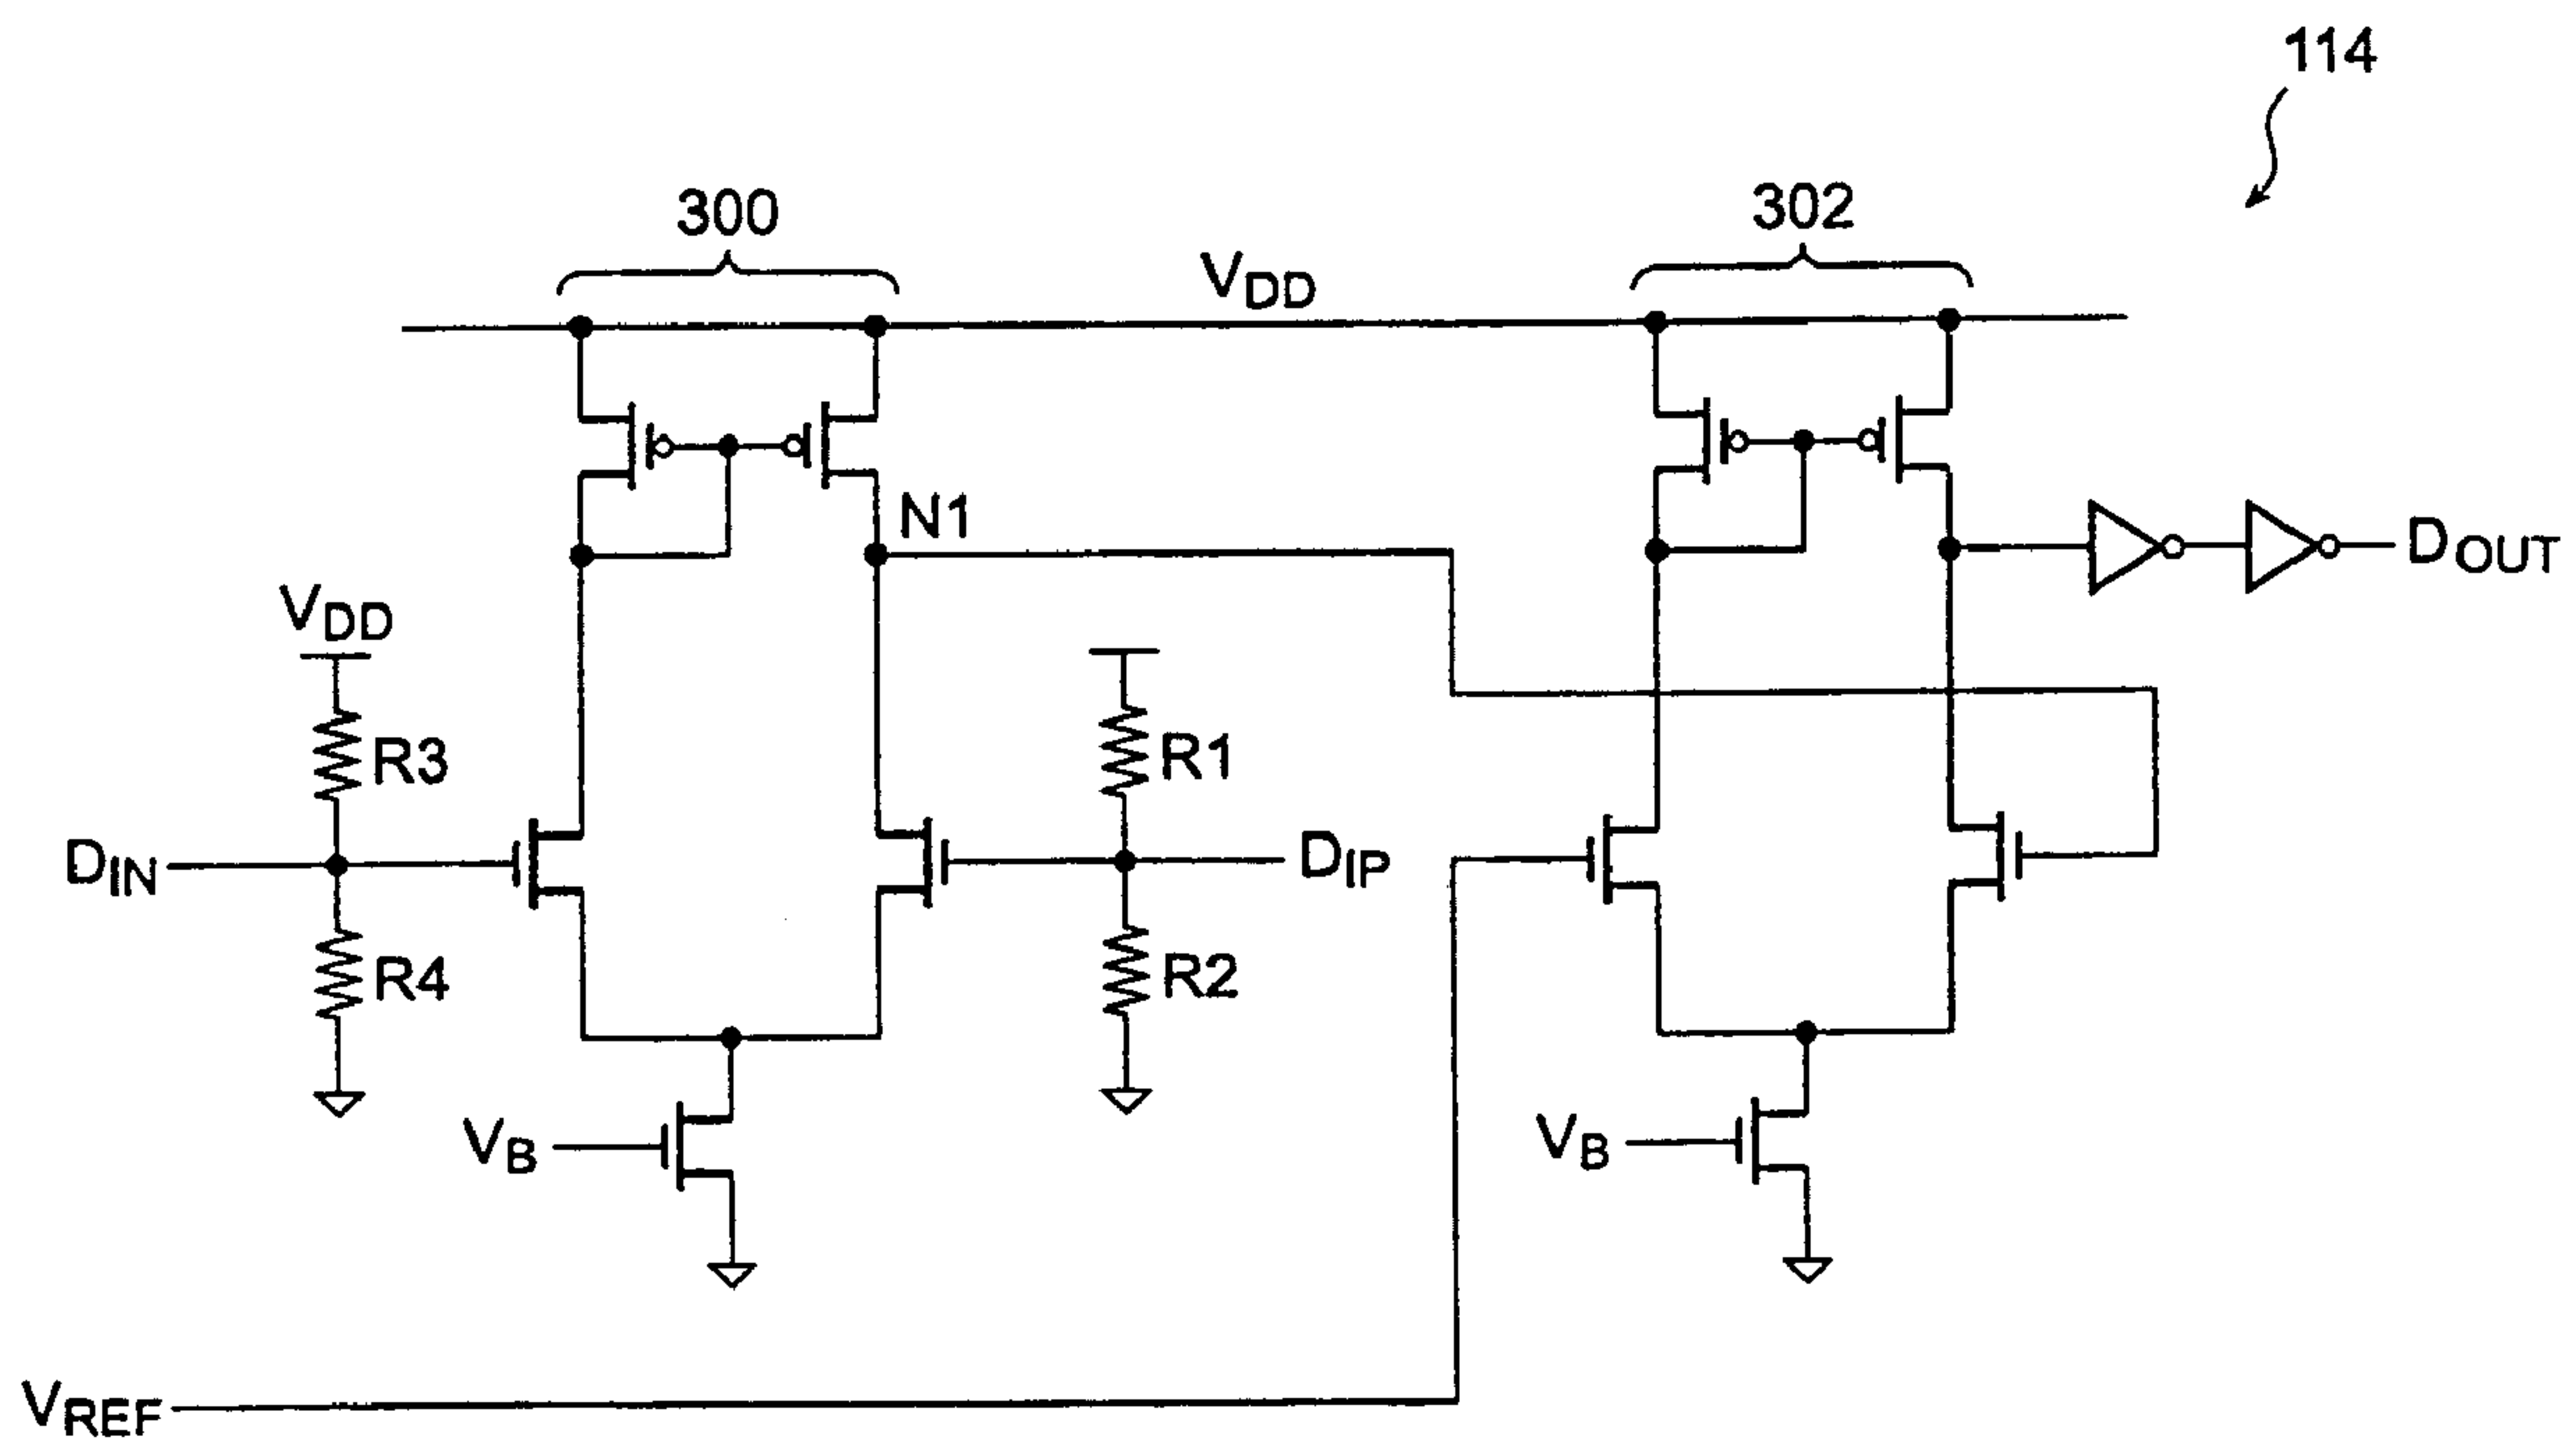 114
300
302
VDD
N1
DOUT
VDD
R3
R1
DIN
DIP
R4
R2
VB
VB
VREF